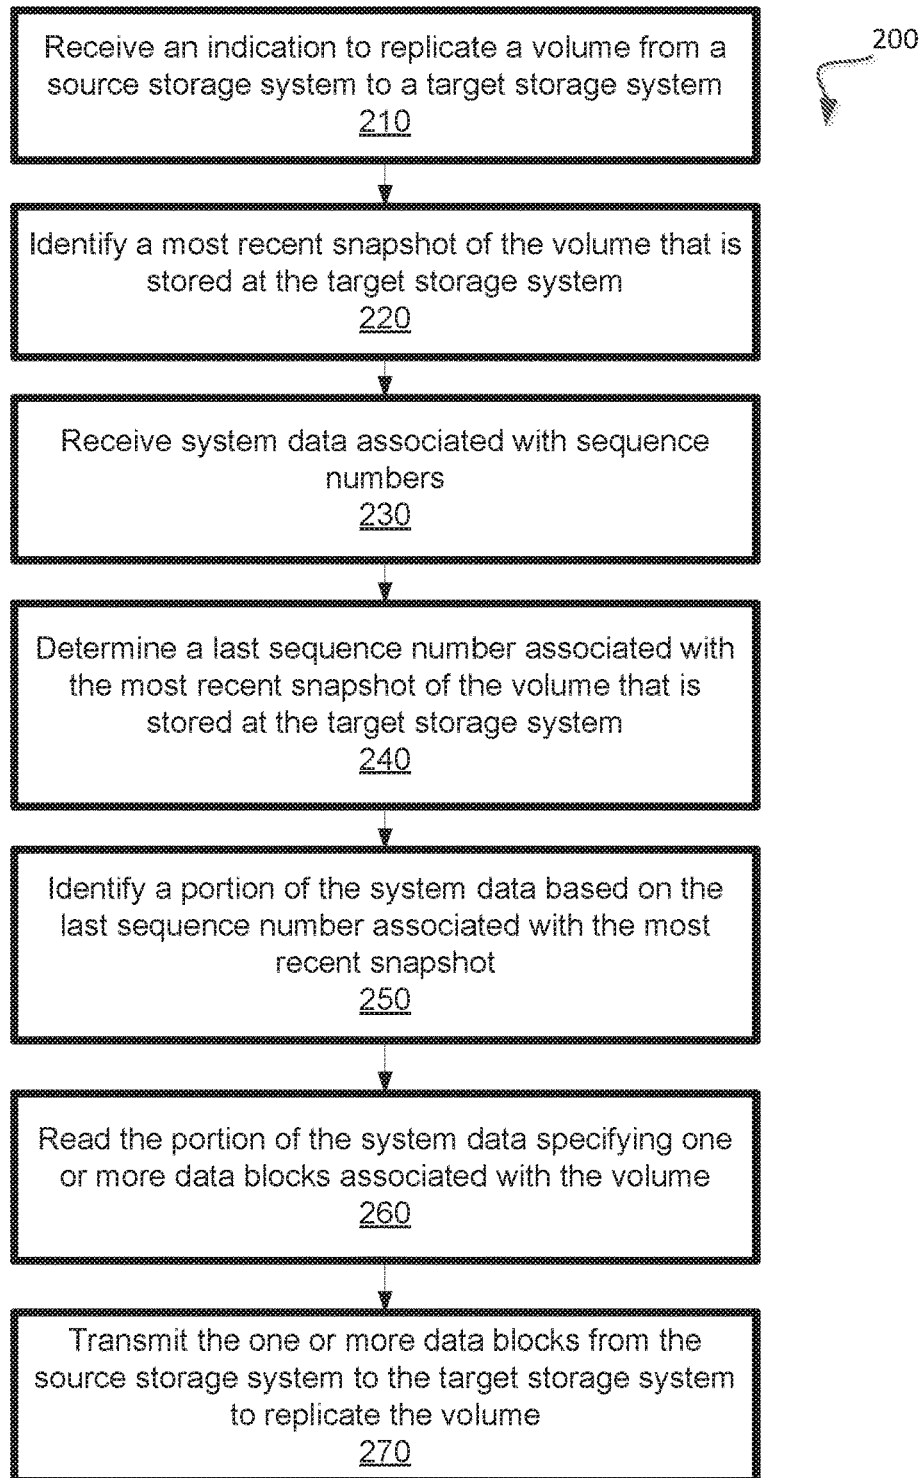 Receive an indication to replicate a volume from a
source storage system to a target storage system
210
200
Identify a most recent snapshot of the volume that is
stored at the target storage system
220
Receive system data associated with sequence
numbers
230
Determine a last sequence number associated with
the most recent snapshot of the volume that is
stored at the target storage system
240
Identify a portion of the system data based on the
last sequence number associated with the most
recent snapshot
250
Read the portion of the system data specifying one
or more data blocks associated with the volume
260
Transmit the one or more data blocks from the
source storage system to the target storage system
to replicate the volume
270